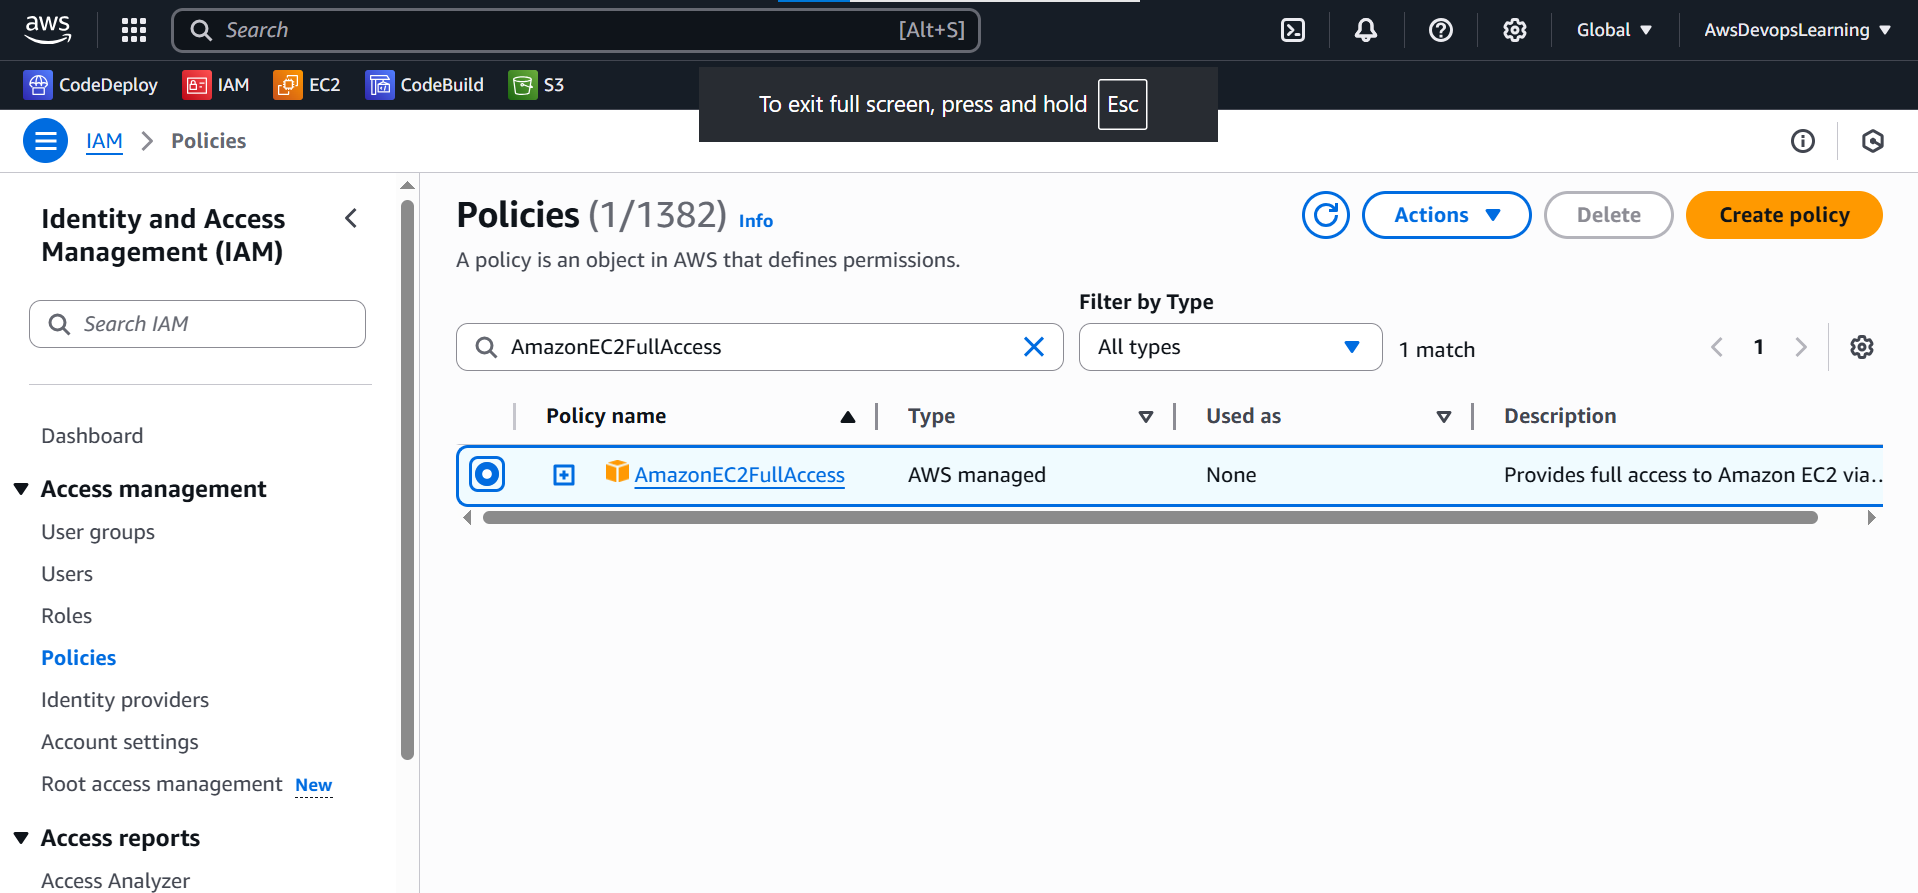 aws
Search [Alt+S]
Global
AwsDevopsLearning
CodeDeploy IAM EC2 CodeBuild S3
To exit full screen, press and hold Esc
IAM > Policies
Identity and Access
Management (IAM)
Search IAM
Dashboard
Access management
User groups
Users
Roles
Policies
Identity providers
Account settings
Root access management New
Access reports
Access Analyzer
Policies (1/1382) Info
Actions Delete Create policy
A policy is an object in AWS that defines permissions.
Filter by Type
AmazonEC2FullAccess All types 1 match 1
Policy name Type Used as Description
AmazonEC2FullAccess AWS managed None Provides full access to Amazon EC2 via...